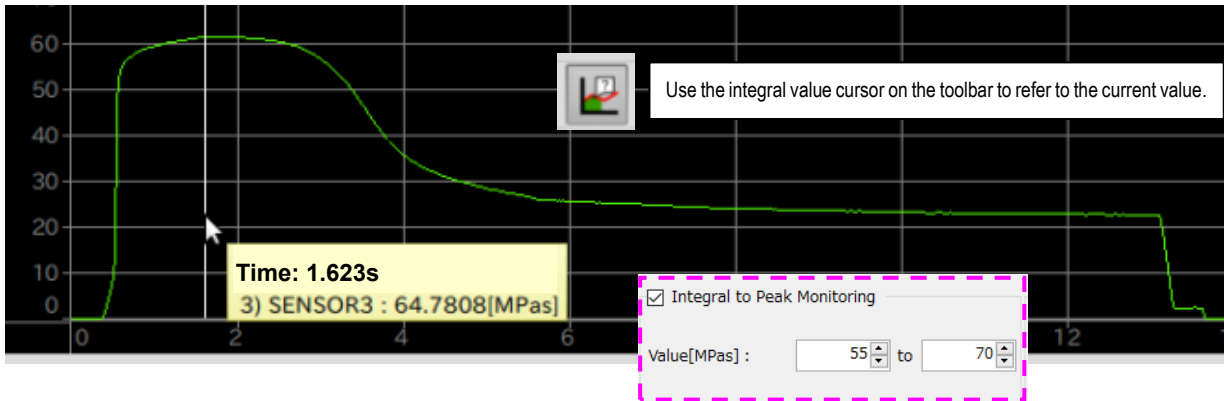 60
50
40
30
20
10
0
?
Use the integral value cursor on the toolbar to refer to the current value.
Time: 1.623s
3) SENSOR3 : 64.7808[MPas]
Integral to Peak Monitoring
Value[MPas] : 55 to 70
0 2 4 6 12